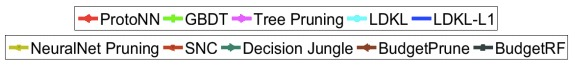 ProtoNN GBDT Tree Pruning LDKL LDKL-L1
NeuralNet Pruning SNC Decision Jungle BudgetPrune BudgetRF